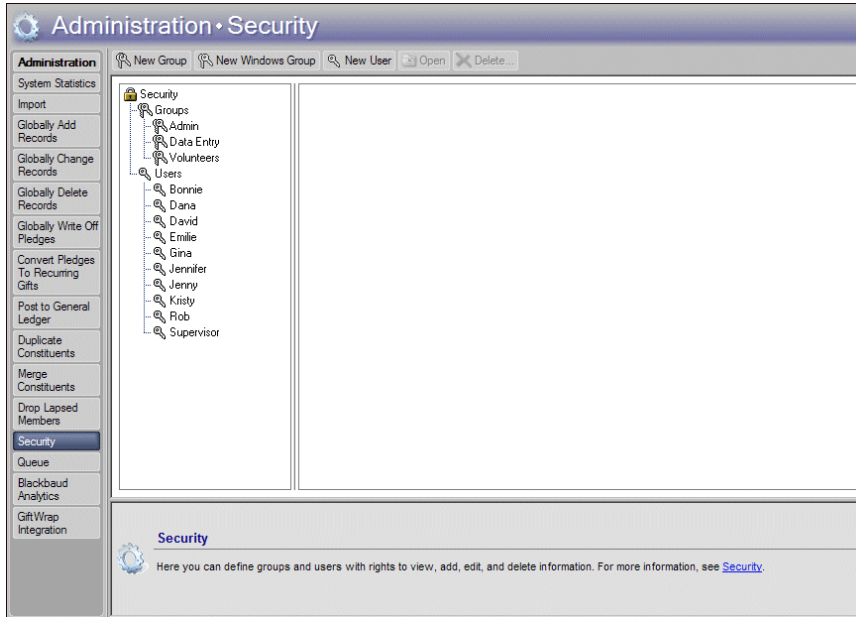 Administration • Security
Administration
System Statistics
Import
Globally Add
Records
Globally Change
Records
Globally Delete
Records
Globally Write Off
Pledges
Convert Pledges
To Recurring
Gifts
Post to General
Ledger
Duplicate
Constituents
Merge
Constituents
Drop Lapsed
Members
Security
Queue
Blackbaud
Analytics
GiftWrap
Integration
New Group New Windows Group New User Open Delete...
Security
Groups
Admin
Data Entry
Volunteers
Users
Bonnie
Dana
David
Emilie
Gina
Jennifer
Jenny
Kristy
Rob
Supervisor
Security
Here you can define groups and users with rights to view, add, edit, and delete information. For more information, see Security.